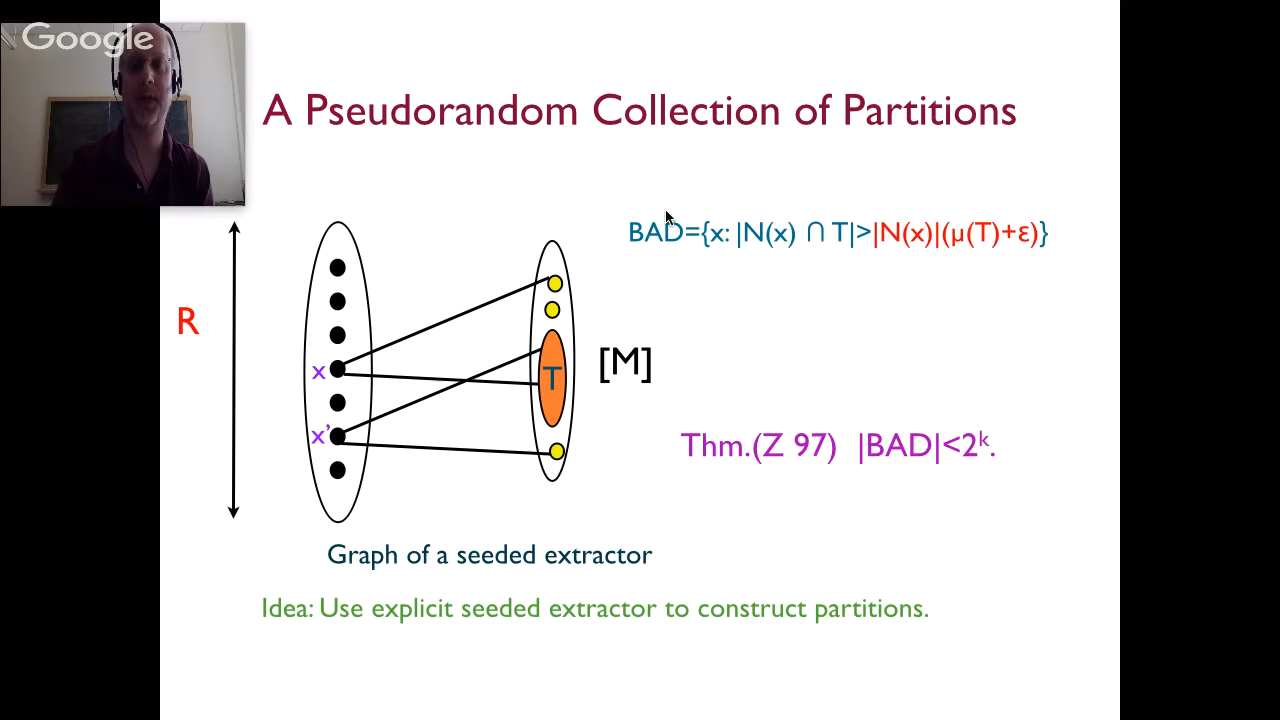 Google
A Pseudorandom Collection of Partitions
BAD={x: |N(x) ∩ T|>|N(x)|(μ(T)+ε)}
R
x
x'
T
[M]
Thm.(Z 97) |BAD|<2ᵏ.
Graph of a seeded extractor
Idea: Use explicit seeded extractor to construct partitions.